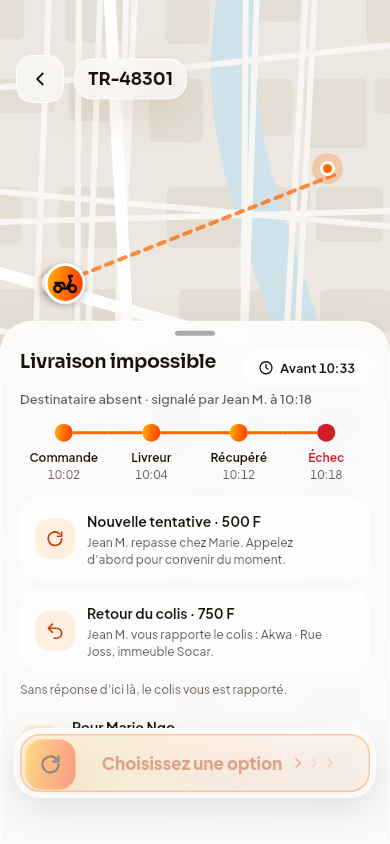 TR-48301
Livraison impossible
Avant 10:33
Destinataire absent · signalé par Jean M. à 10:18
Commande
10:02
Livreur
10:04
Récupéré
10:12
Échec
10:18
Nouvelle tentative · 500 F
Jean M. repasse chez Marie. Appelez
d'abord pour convenir du moment.
Retour du colis · 750 F
Jean M. vous rapporte le colis : Akwa · Rue
Joss, immeuble Socar.
Sans réponse d'ici là, le colis vous est rapporté.
Pour Marie Ngo
Choisissez une option